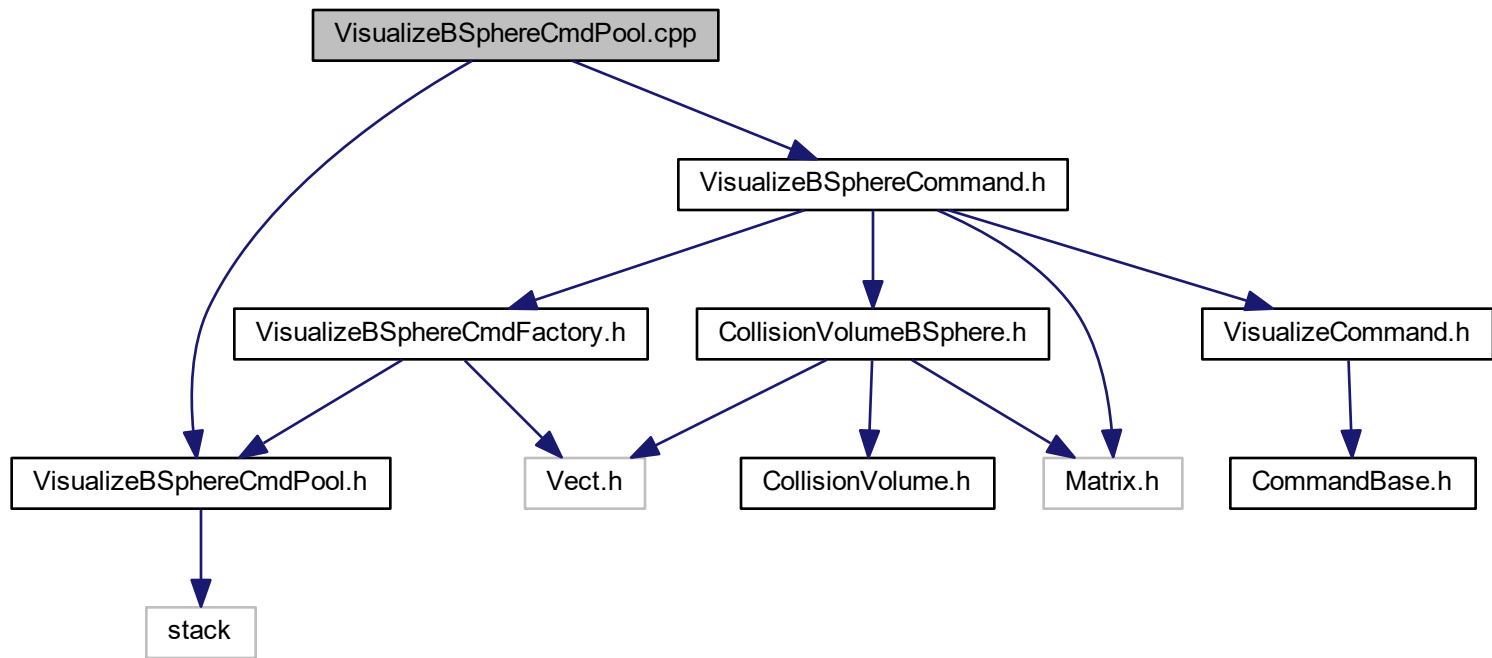 VisualizeBSphereCmdPool.cpp
VisualizeBSphereCommand.h
VisualizeBSphereCmdFactory.h
CollisionVolumeBSphere.h
VisualizeCommand.h
VisualizeBSphereCmdPool.h
Vect.h
CollisionVolume.h
Matrix.h
CommandBase.h
stack